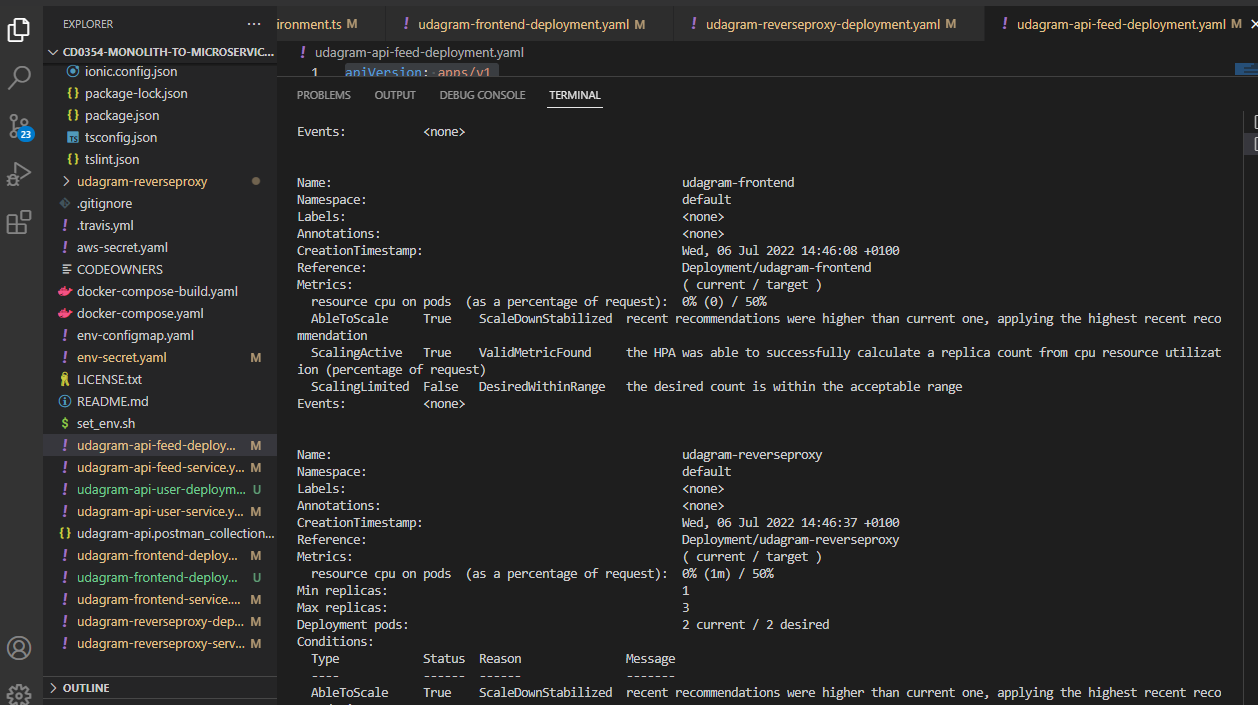 EXPLORER
CD0354-MONOLITH-TO-MICROSERVIC...
ionic.config.json
package-lock.json
package.json
tsconfig.json
tslint.json
udagram-reverseproxy
.gitignore
.travis.yml
aws-secret.yaml
CODEOWNERS
docker-compose-build.yaml
docker-compose.yaml
env-configmap.yaml
env-secret.yaml M
LICENSE.txt
README.md
set_env.sh
udagram-api-feed-deploy... M
udagram-api-feed-service.y... M
udagram-api-user-deploym... U
udagram-api-user-service.y... M
udagram-api.postman_collection...
udagram-frontend-deploy... M
udagram-frontend-deploy... U
udagram-frontend-service.... M
udagram-reverseproxy-dep... M
udagram-reverseproxy-serv... M
OUTLINE
23
ironment.ts M ! udagram-frontend-deployment.yaml M ! udagram-reverseproxy-deployment.yaml M ! udagram-api-feed-deployment.yaml M
! udagram-api-feed-deployment.yaml
1 apiVersion: apps/v1
PROBLEMS OUTPUT DEBUG CONSOLE TERMINAL
Events: <none>
Name: udagram-frontend
Namespace: default
Labels: <none>
Annotations: <none>
CreationTimestamp: Wed, 06 Jul 2022 14:46:08 +0100
Reference: Deployment/udagram-frontend
Metrics: ( current / target )
resource cpu on pods (as a percentage of request): 0% (0) / 50%
AbleToScale True ScaleDownStabilized recent recommendations were higher than current one, applying the highest recent reco
mmendation
ScalingActive True ValidMetricFound the HPA was able to successfully calculate a replica count from cpu resource utilizat
ion (percentage of request)
ScalingLimited False DesiredWithinRange the desired count is within the acceptable range
Events: <none>
Name: udagram-reverseproxy
Namespace: default
Labels: <none>
Annotations: <none>
CreationTimestamp: Wed, 06 Jul 2022 14:46:37 +0100
Reference: Deployment/udagram-reverseproxy
Metrics: ( current / target )
resource cpu on pods (as a percentage of request): 0% (1m) / 50%
Min replicas: 1
Max replicas: 3
Deployment pods: 2 current / 2 desired
Conditions:
Type Status Reason Message
---- ------ ------ -------
AbleToScale True ScaleDownStabilized recent recommendations were higher than current one, applying the highest recent reco